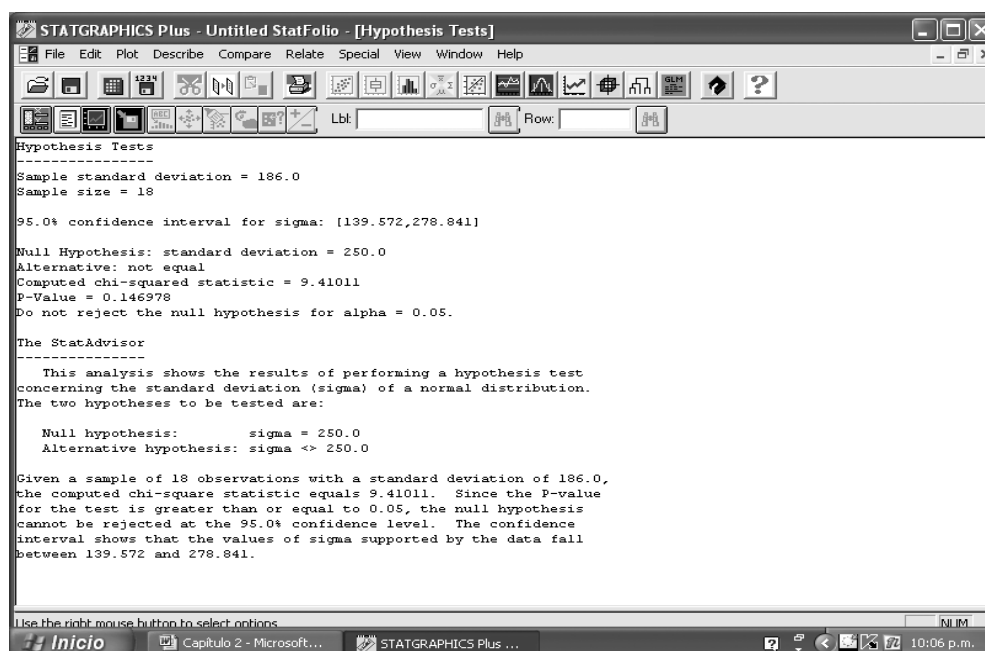 STATGRAPHICS Plus - Untitled StatFolio - [Hypothesis Tests]
File Edit Plot Describe Compare Relate Special View Window Help
1234
GLM
Lbl: Row:
Hypothesis Tests
----------------
Sample standard deviation = 186.0
Sample size = 18
95.0% confidence interval for sigma: [139.572,278.841]
Null Hypothesis: standard deviation = 250.0
Alternative: not equal
Computed chi-squared statistic = 9.41011
P-Value = 0.146978
Do not reject the null hypothesis for alpha = 0.05.
The StatAdvisor
---------------
This analysis shows the results of performing a hypothesis test
concerning the standard deviation (sigma) of a normal distribution.
The two hypotheses to be tested are:
Null hypothesis: sigma = 250.0
Alternative hypothesis: sigma <> 250.0
Given a sample of 18 observations with a standard deviation of 186.0,
the computed chi-square statistic equals 9.41011. Since the P-value
for the test is greater than or equal to 0.05, the null hypothesis
cannot be rejected at the 95.0% confidence level. The confidence
interval shows that the values of sigma supported by the data fall
between 139.572 and 278.841.
Use the right mouse button to select options
NUM
Inicio Capítulo 2 - Microsoft... STATGRAPHICS Plus ... 10:06 p.m.